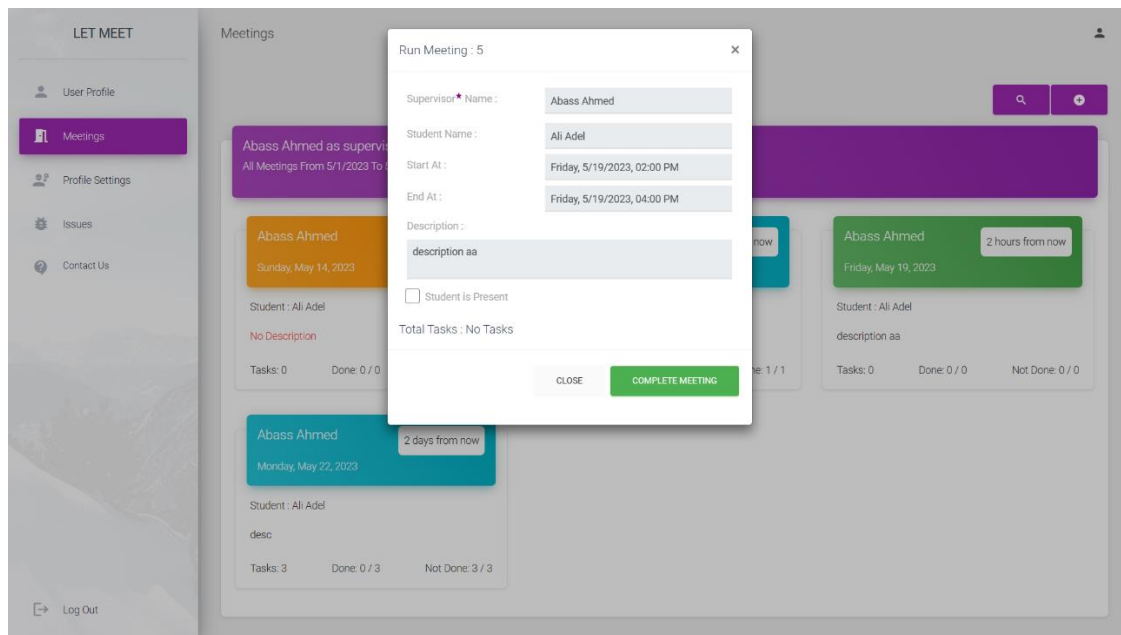 LET MEET
User Profile
Meetings
Profile Settings
Issues
Contact Us
Log Out
Meetings
Abass Ahmed as
All Meetings From 5/1/2023 To
Abass Ahmed
Sunday, May 14, 2023
Student : Ali Adel
No Description
Tasks: 0 Done: 0 / 0
now
1 / 1
Abass Ahmed
2 hours from now
Friday, May 19, 2023
Student : Ali Adel
description aa
Tasks: 0 Done: 0 / 0 Not Done: 0 / 0
Abass Ahmed
2 days from now
Monday, May 22, 2023
Student : Ali Adel
desc
Tasks: 3 Done: 0 / 3 Not Done: 3 / 3
Run Meeting : 5 ×
Supervisor* Name : Abass Ahmed
Student Name : Ali Adel
Start At : Friday, 5/19/2023, 02:00 PM
End At : Friday, 5/19/2023, 04:00 PM
Description :
description aa
Student is Present
Total Tasks : No Tasks
CLOSE COMPLETE MEETING